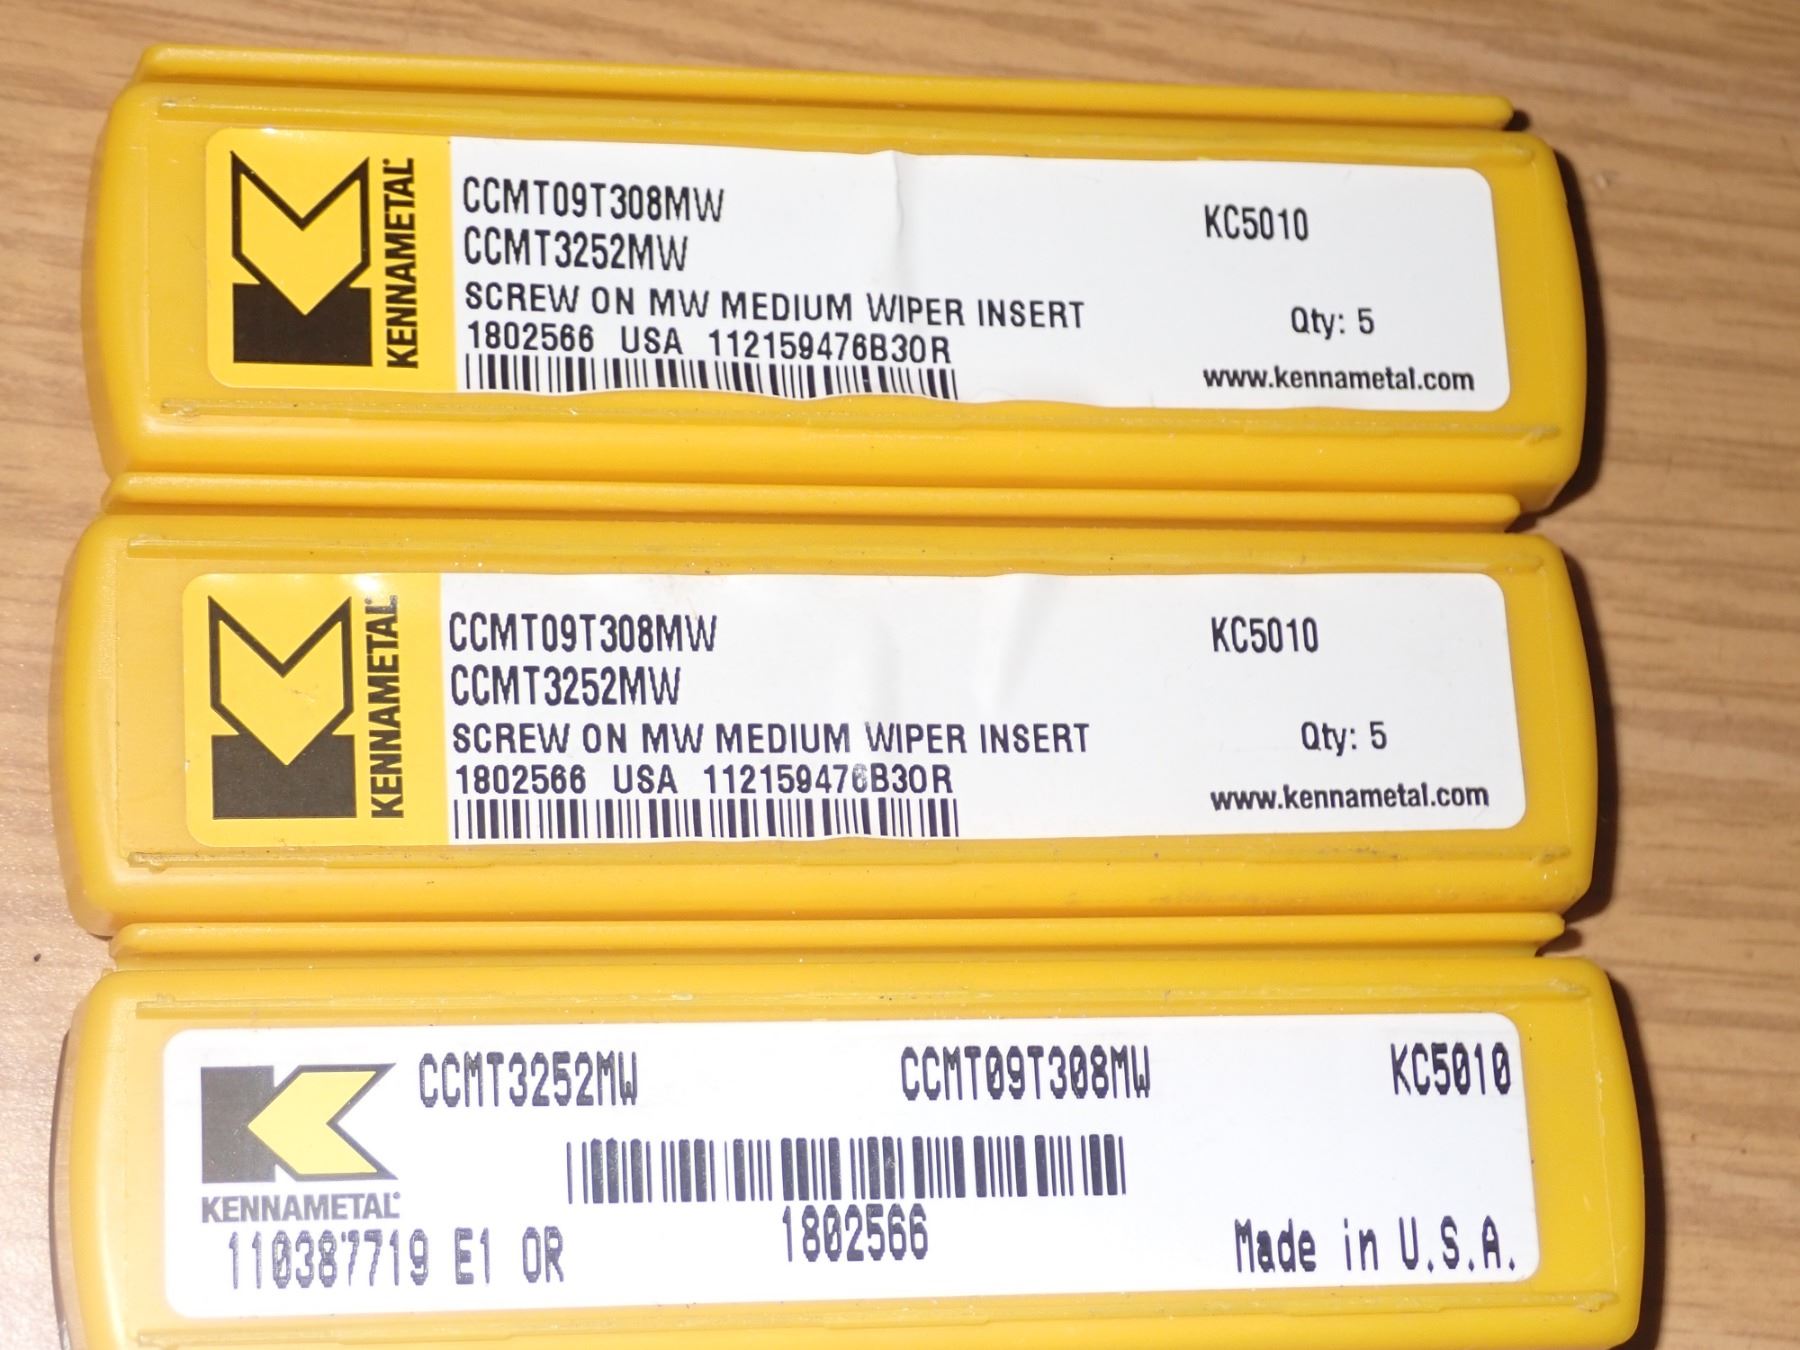 KENNAMETAL
CCMT09T308MW
KC5010
CCMT3252MW
SCREW ON MW MEDIUM WIPER INSERT
Qty: 5
1802566 USA 112159476B30R
www.kennametal.com
KENNAMETAL
CCMT09T308MW
KC5010
CCMT3252MW
SCREW ON MW MEDIUM WIPER INSERT
Qty: 5
1802566 USA 112159476B30R
www.kennametal.com
CCMT3252MW CCMT09T308MW KC5010
KENNAMETAL
110387719 E1 0R 1802566 Made in U.S.A.